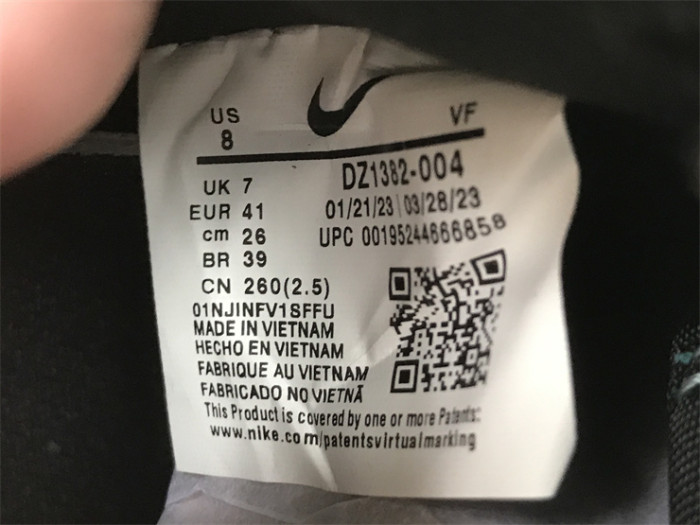 US VF
8
UK 7 DZ1382-004
EUR 41 01/21/23 03/28/23
cm 26 UPC 00195244666858
BR 39
CN 260(2.5)
01NJINFV1SFFU
MADE IN VIETNAM
HECHO EN VIETNAM
FABRIQUE AU VIETNAM
FABRICADO NO VIETNÃ
This Product is covered by one or more Patents:
www.nike.com/patentsvirtualmarking